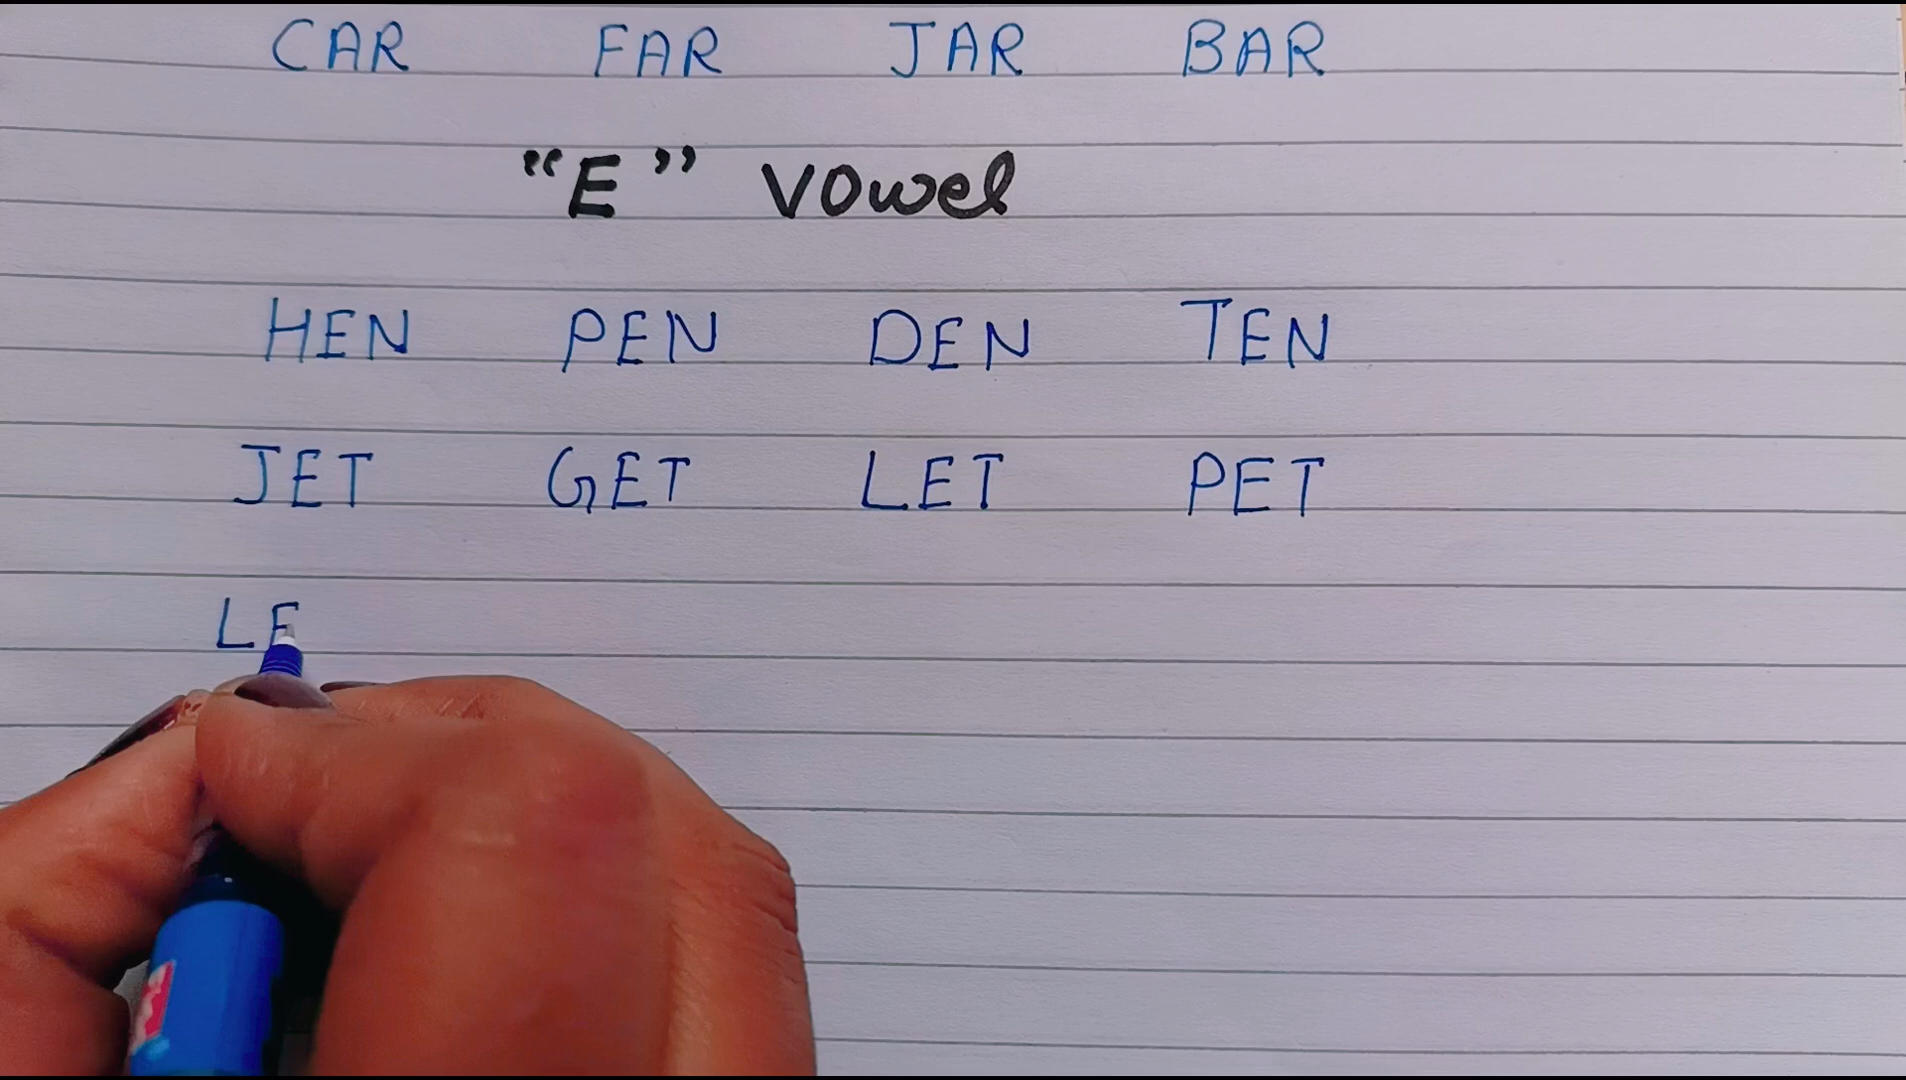 CAR FAR JAR BAR
"E" vowel
HEN PEN DEN TEN
JET GET LET PET
LE